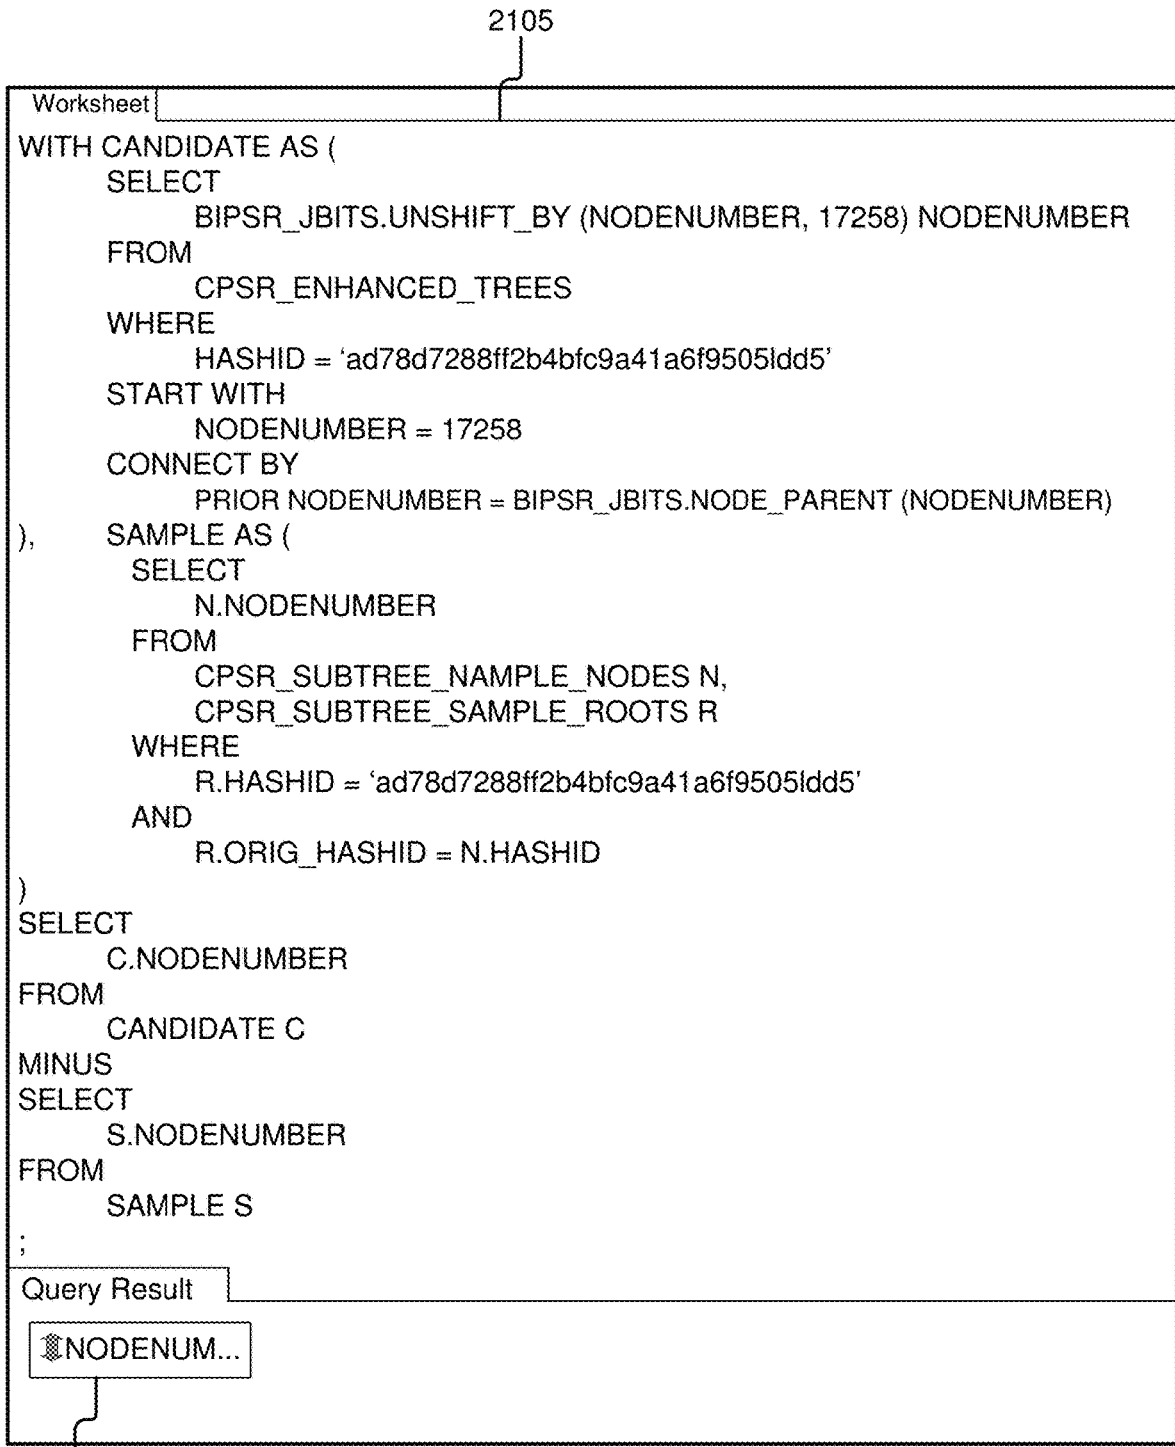 2105
Worksheet
WITH CANDIDATE AS (
SELECT
BIPSR_JBITS.UNSHIFT_BY (NODENUMBER, 17258) NODENUMBER
FROM
CPSR_ENHANCED_TREES
WHERE
HASHID = ‘ad78d7288ff2b4bfc9a41a6f9505ldd5’
START WITH
NODENUMBER = 17258
CONNECT BY
PRIOR NODENUMBER = BIPSR_JBITS.NODE_PARENT (NODENUMBER)
), SAMPLE AS (
SELECT
N.NODENUMBER
FROM
CPSR_SUBTREE_NAMPLE_NODES N,
CPSR_SUBTREE_SAMPLE_ROOTS R
WHERE
R.HASHID = ‘ad78d7288ff2b4bfc9a41a6f9505ldd5’
AND
R.ORIG_HASHID = N.HASHID
)
SELECT
C.NODENUMBER
FROM
CANDIDATE C
MINUS
SELECT
S.NODENUMBER
FROM
SAMPLE S
;
Query Result
NODENUM...